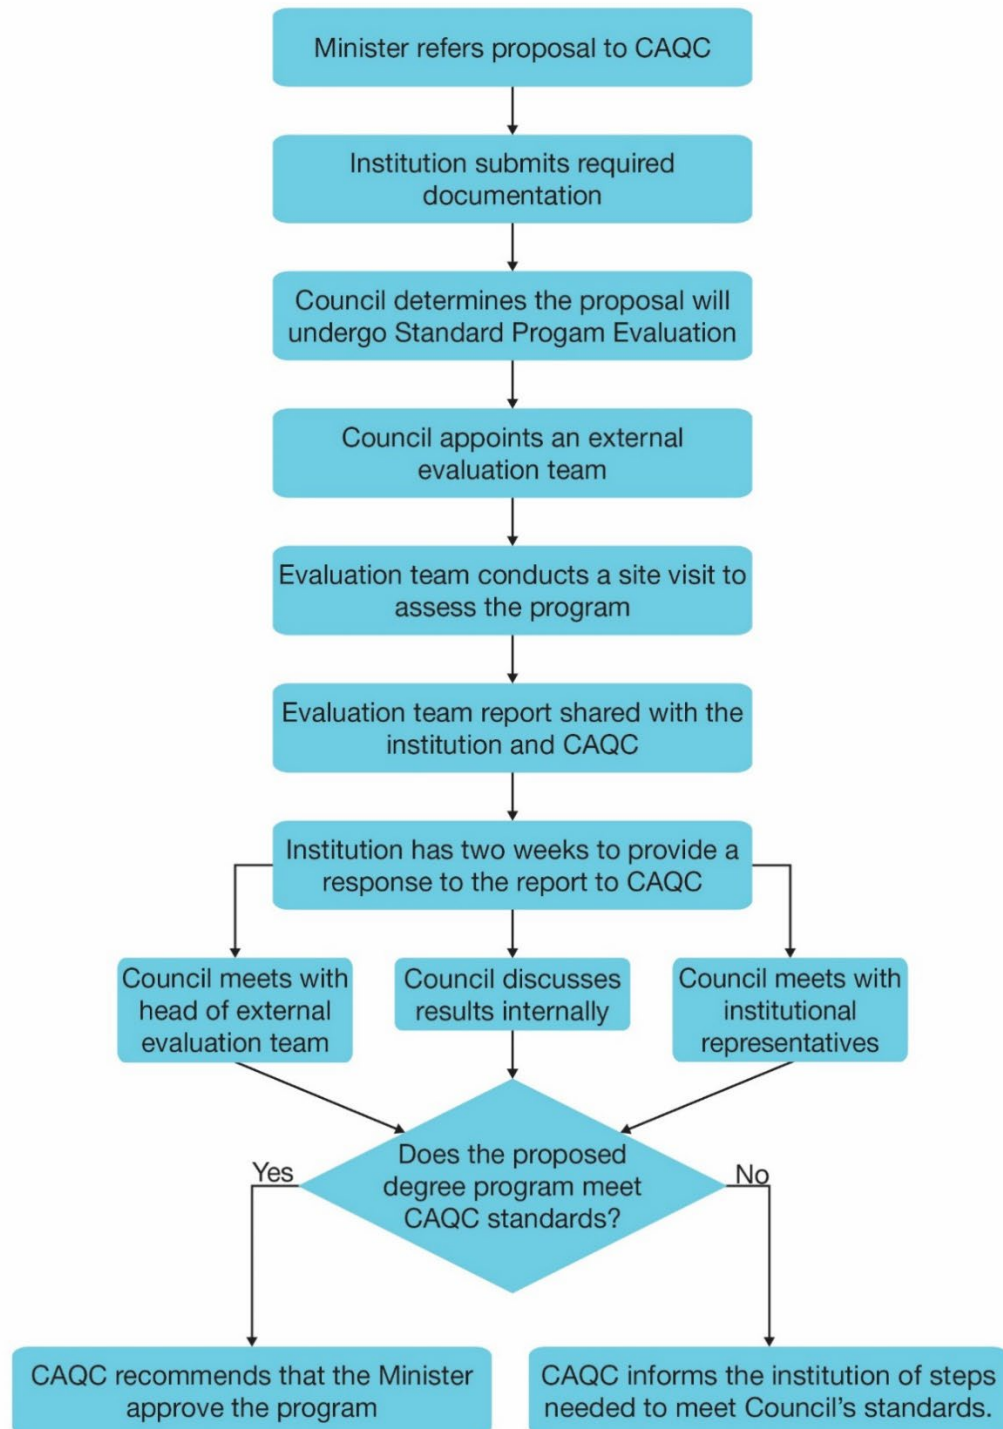 Minister refers proposal to CAQC
Institution submits required
documentation
Council determines the proposal will
undergo Standard Progam Evaluation
Council appoints an external
evaluation team
Evaluation team conducts a site visit to
assess the program
Evaluation team report shared with the
institution and CAQC
Institution has two weeks to provide a
response to the report to CAQC
Council meets with
head of external
evaluation team
Council discusses
results internally
Council meets with
institutional
representatives
Does the proposed
degree program meet
CAQC standards?
Yes
No
CAQC recommends that the Minister
approve the program
CAQC informs the institution of steps
needed to meet Council’s standards.